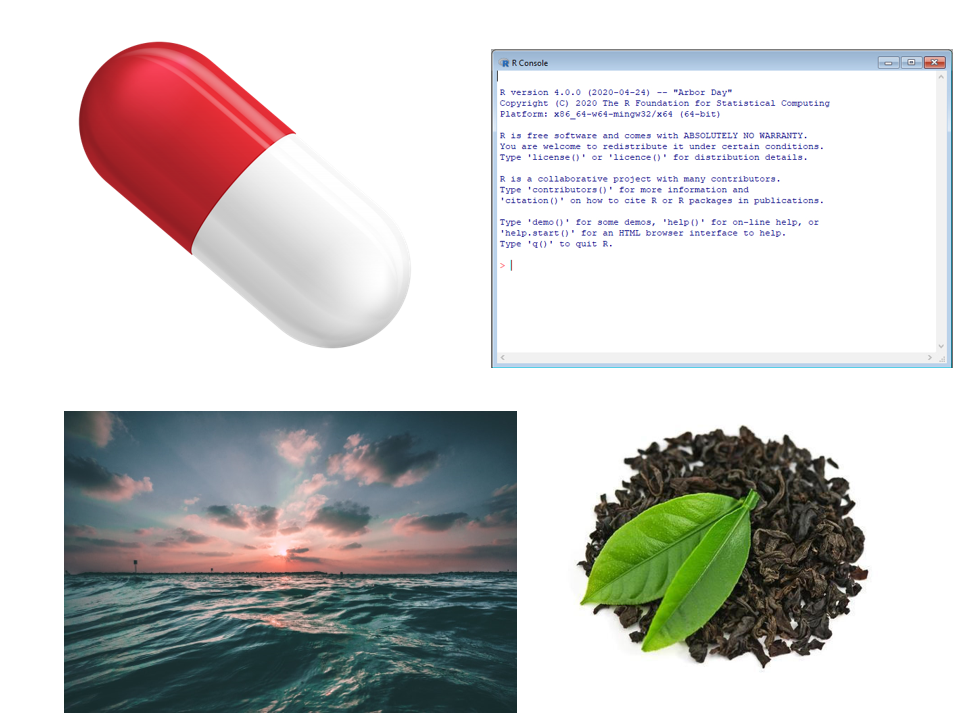 R Console
R version 4.0.0 (2020-04-24) -- "Arbor Day"
Copyright (C) 2020 The R Foundation for Statistical Computing
Platform: x86_64-w64-mingw32/x64 (64-bit)
R is free software and comes with ABSOLUTELY NO WARRANTY.
You are welcome to redistribute it under certain conditions.
Type 'license()' or 'licence()' for distribution details.
R is a collaborative project with many contributors.
Type 'contributors()' for more information and
'citation()' on how to cite R or R packages in publications.
Type 'demo()' for some demos, 'help()' for on-line help, or
'help.start()' for an HTML browser interface to help.
Type 'q()' to quit R.
>